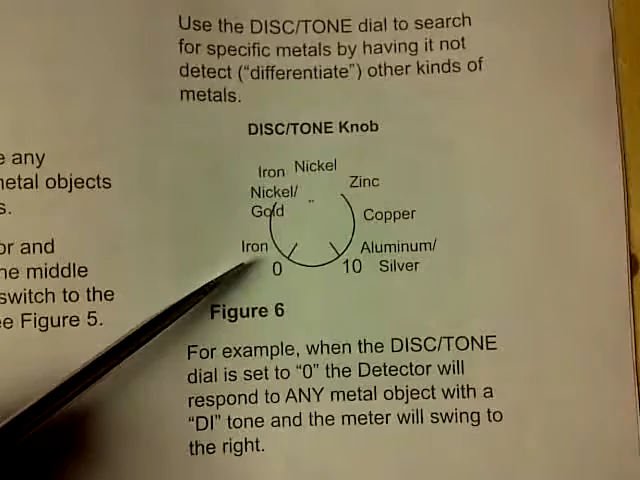 Use the DISC/TONE dial to search
for specific metals by having it not
detect ("differentiate") other kinds of
metals.
DISC/TONE Knob
Iron Nickel
Nickel/
Gold
Zinc
Copper
Iron
Aluminum/
Silver
0
10
Figure 6
For example, when the DISC/TONE
dial is set to "0" the Detector will
respond to ANY metal object with a
"DI" tone and the meter will swing to
the right.
any
metal objects
s.
or and
middle
switch to the
Figure 5.